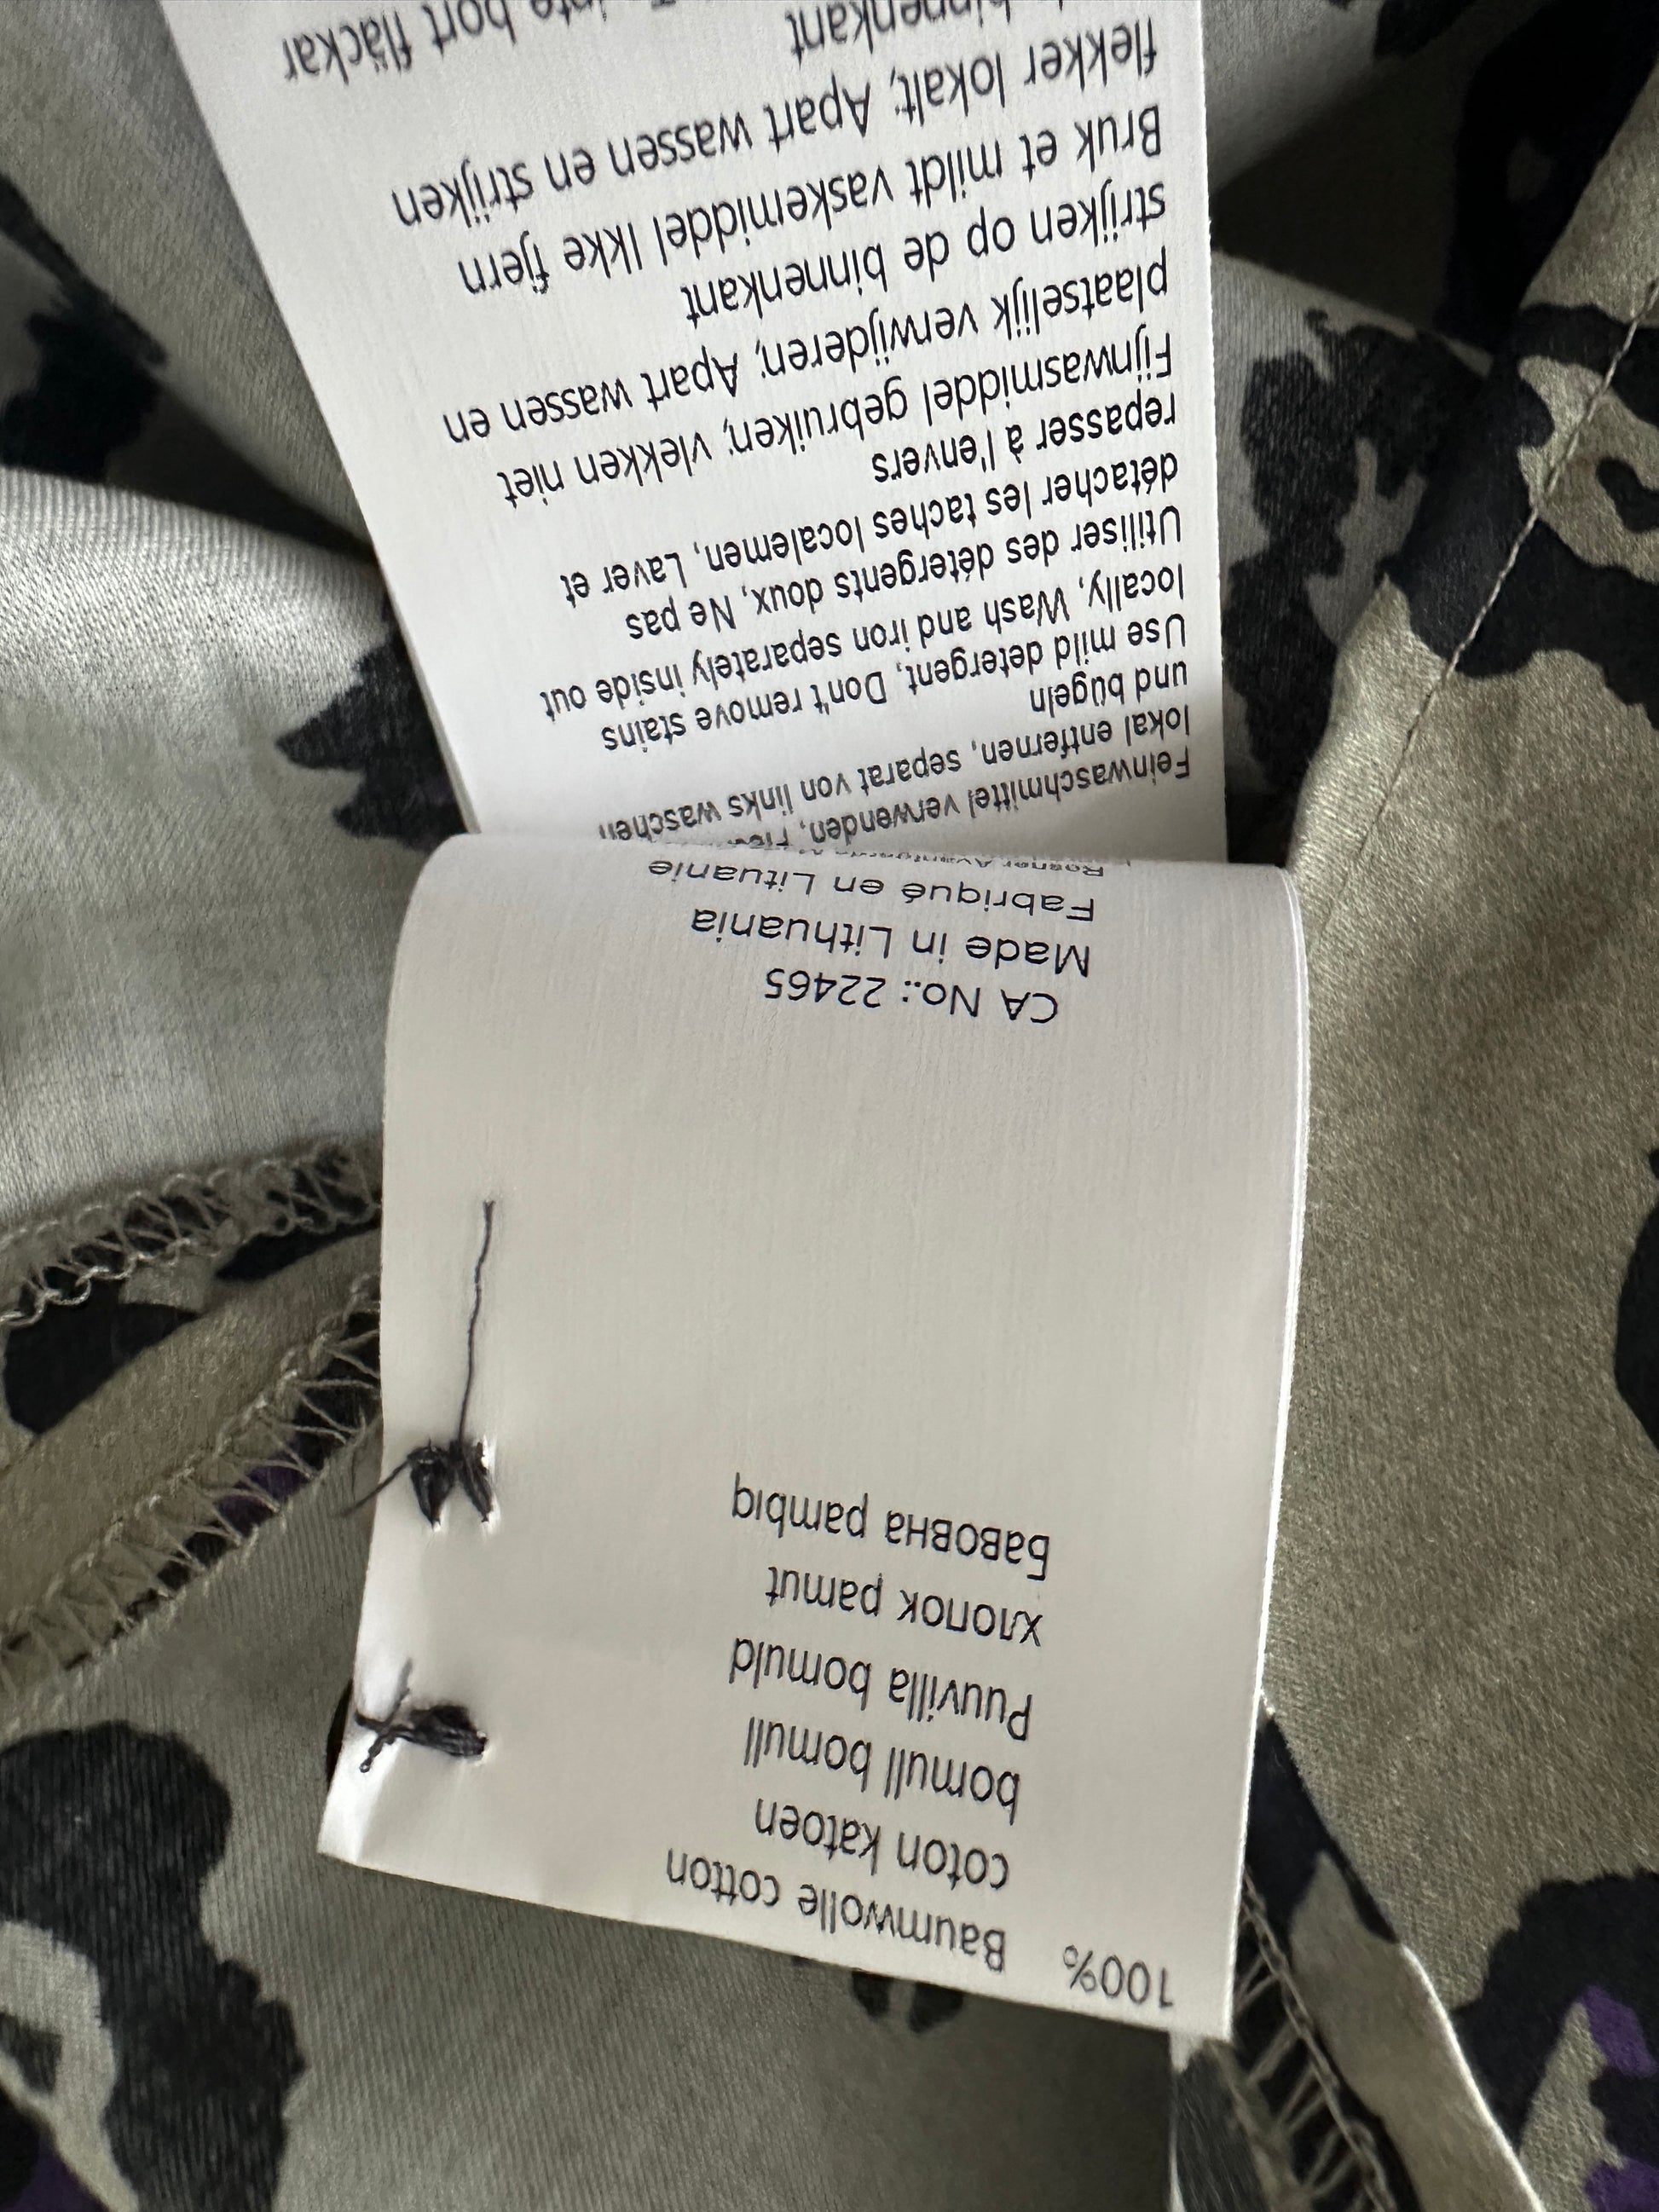 100% Baumwolle cotton
coton katoen
bomull bomull
Puuvilla bomuld
хлопок pamut
Бавовна pambıq
CA No.: 22465
Made in Lithuania
Fabriqué en Lituanie
Rosner
Feinwaschmittel verwenden,
lokal entfernen, separat von links waschen
und bügeln
Use mild detergent, Don't remove stains
locally, Wash and iron separately inside out
Utiliser des détergents doux, Ne pas
détacher les taches localemen, Laver et
repasser à l'envers
Fijnwasmiddel gebruiken; vlekken niet
plaatselijk verwijderen; Apart wassen en
strijken op de binnenkant
Bruk et mildt vaskemiddel Ikke fjern
flekker lokalt; Apart wassen en strijken
binnenkant
inte bort fläckar